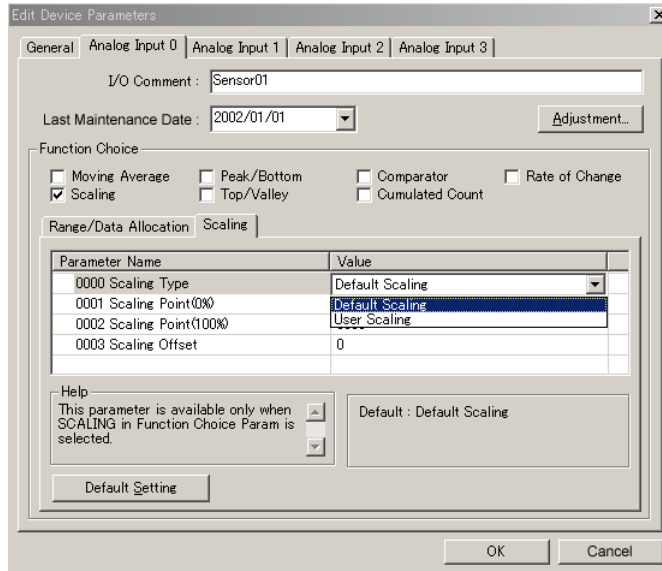 Edit Device Parameters
General Analog Input 0 Analog Input 1 Analog Input 2 Analog Input 3
I/O Comment : Sensor01
Last Maintenance Date : 2002/01/01 Adjustment...
Function Choice
Moving Average Peak/Bottom Comparator Rate of Change
Scaling Top/Valley Cumulated Count
Range/Data Allocation Scaling
Parameter Name Value
0000 Scaling Type Default Scaling
0001 Scaling Point(0%) Default Scaling
0002 Scaling Point(100%) User Scaling
0003 Scaling Offset 0
Help
This parameter is available only when
SCALING in Function Choice Param is
selected.
Default : Default Scaling
Default Setting
OK Cancel